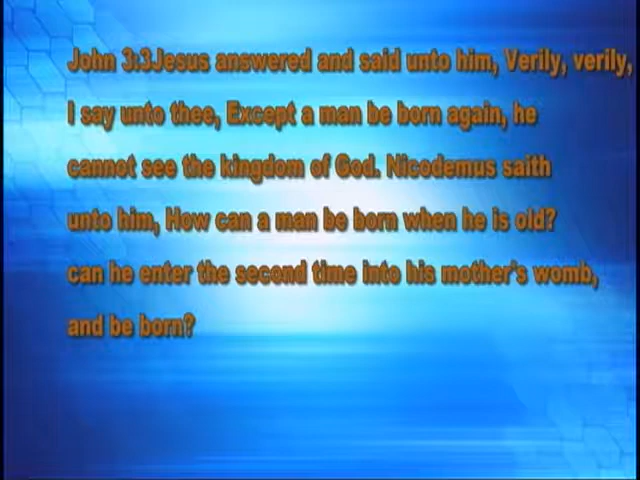 John 3:3Jesus answered and said unto him, Verily, verily,
I say unto thee, Except a man be born again, he
cannot see the kingdom of God. Nicodemus saith
unto him, How can a man be born when he is old?
can he enter the second time into his mother's womb,
and be born?